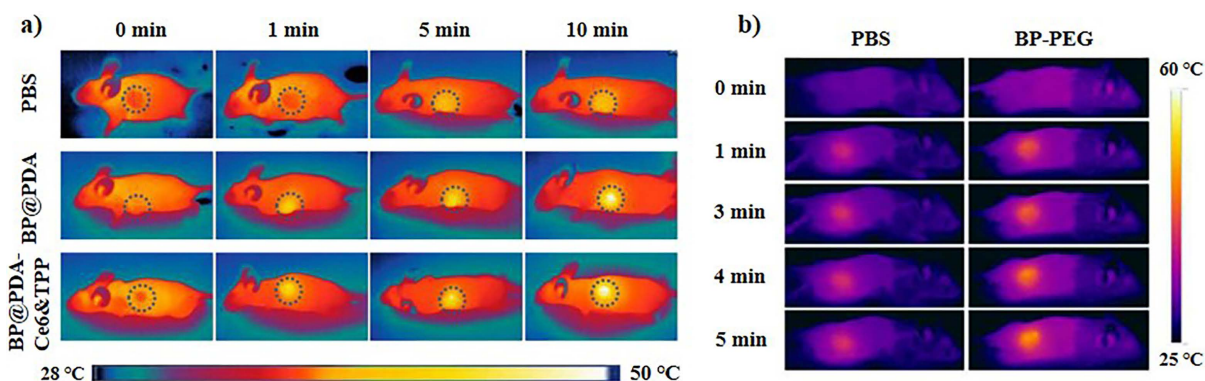 a)
0 min 1 min 5 min 10 min
PBS
BP@PDA
BP@PDA-
Ce6&TPP
28 °C 50 °C
b)
PBS BP-PEG
60 °C
0 min
1 min
3 min
4 min
5 min
25 °C